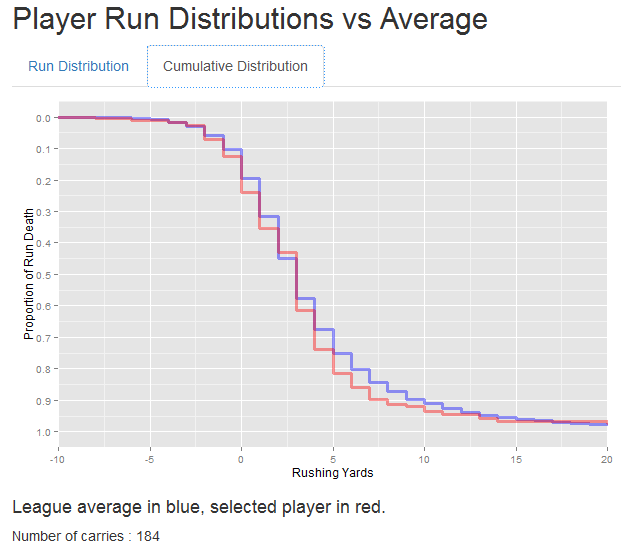 Player Run Distributions vs Average
Run Distribution
Cumulative Distribution
Proportion of Run Death
0.0
0.1
0.2
0.3
0.4
0.5
0.6
0.7
0.8
0.9
1.0
-10
-5
0
5
10
15
20
Rushing Yards
League average in blue, selected player in red.
Number of carries : 184